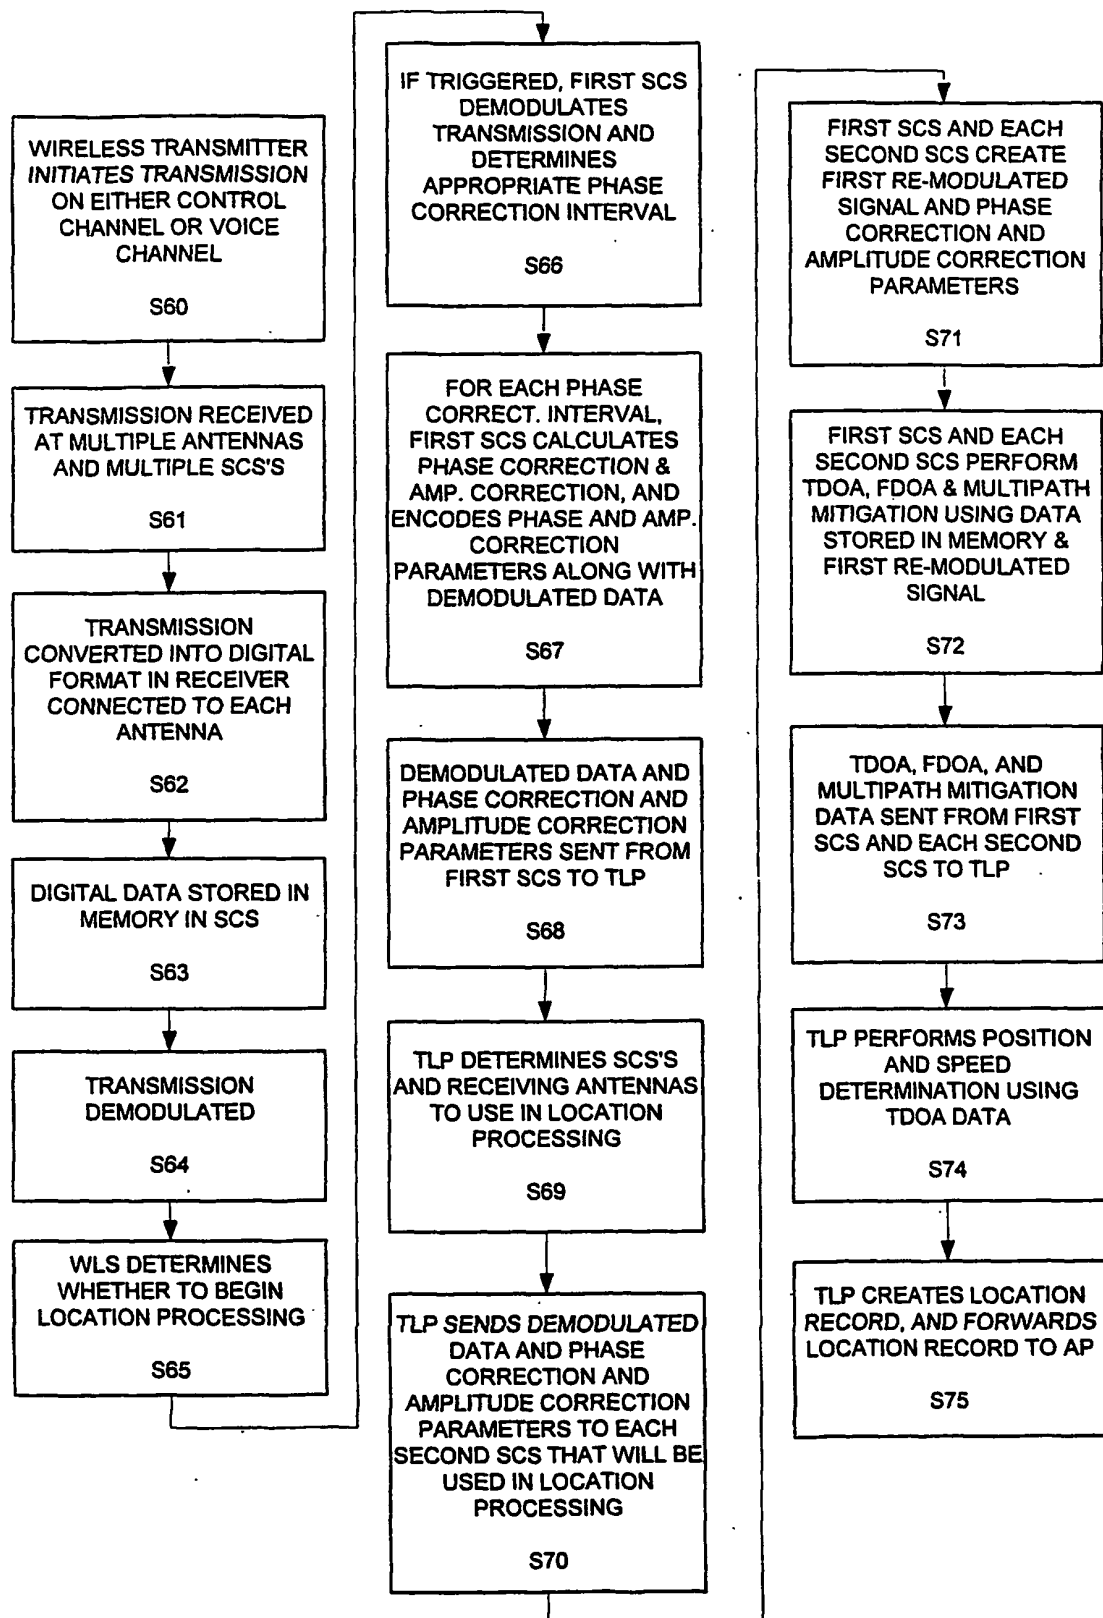 WIRELESS TRANSMITTER
INITIATES TRANSMISSION
ON EITHER CONTROL
CHANNEL OR VOICE
CHANNEL
S60
TRANSMISSION RECEIVED
AT MULTIPLE ANTENNAS
AND MULTIPLE SCS'S
S61
TRANSMISSION
CONVERTED INTO DIGITAL
FORMAT IN RECEIVER
CONNECTED TO EACH
ANTENNA
S62
DIGITAL DATA STORED IN
MEMORY IN SCS
S63
TRANSMISSION
DEMODULATED
S64
WLS DETERMINES
WHETHER TO BEGIN
LOCATION PROCESSING
S65
IF TRIGGERED, FIRST SCS
DEMODULATES
TRANSMISSION AND
DETERMINES
APPROPRIATE PHASE
CORRECTION INTERVAL
S66
FOR EACH PHASE
CORRECT. INTERVAL,
FIRST SCS CALCULATES
PHASE CORRECTION &
AMP. CORRECTION, AND
ENCODES PHASE AND AMP.
CORRECTION
PARAMETERS ALONG WITH
DEMODULATED DATA
S67
DEMODULATED DATA AND
PHASE CORRECTION AND
AMPLITUDE CORRECTION
PARAMETERS SENT FROM
FIRST SCS TO TLP
S68
TLP DETERMINES SCS'S
AND RECEIVING ANTENNAS
TO USE IN LOCATION
PROCESSING
S69
TLP SENDS DEMODULATED
DATA AND PHASE
CORRECTION AND
AMPLITUDE CORRECTION
PARAMETERS TO EACH
SECOND SCS THAT WILL BE
USED IN LOCATION
PROCESSING
S70
FIRST SCS AND EACH
SECOND SCS CREATE
FIRST RE-MODULATED
SIGNAL AND PHASE
CORRECTION AND
AMPLITUDE CORRECTION
PARAMETERS
S71
FIRST SCS AND EACH
SECOND SCS PERFORM
TDOA, FDOA & MULTIPATH
MITIGATION USING DATA
STORED IN MEMORY &
FIRST RE-MODULATED
SIGNAL
S72
TDOA, FDOA, AND
MULTIPATH MITIGATION
DATA SENT FROM FIRST
SCS AND EACH SECOND
SCS TO TLP
S73
TLP PERFORMS POSITION
AND SPEED
DETERMINATION USING
TDOA DATA
S74
TLP CREATES LOCATION
RECORD, AND FORWARDS
LOCATION RECORD TO AP
S75